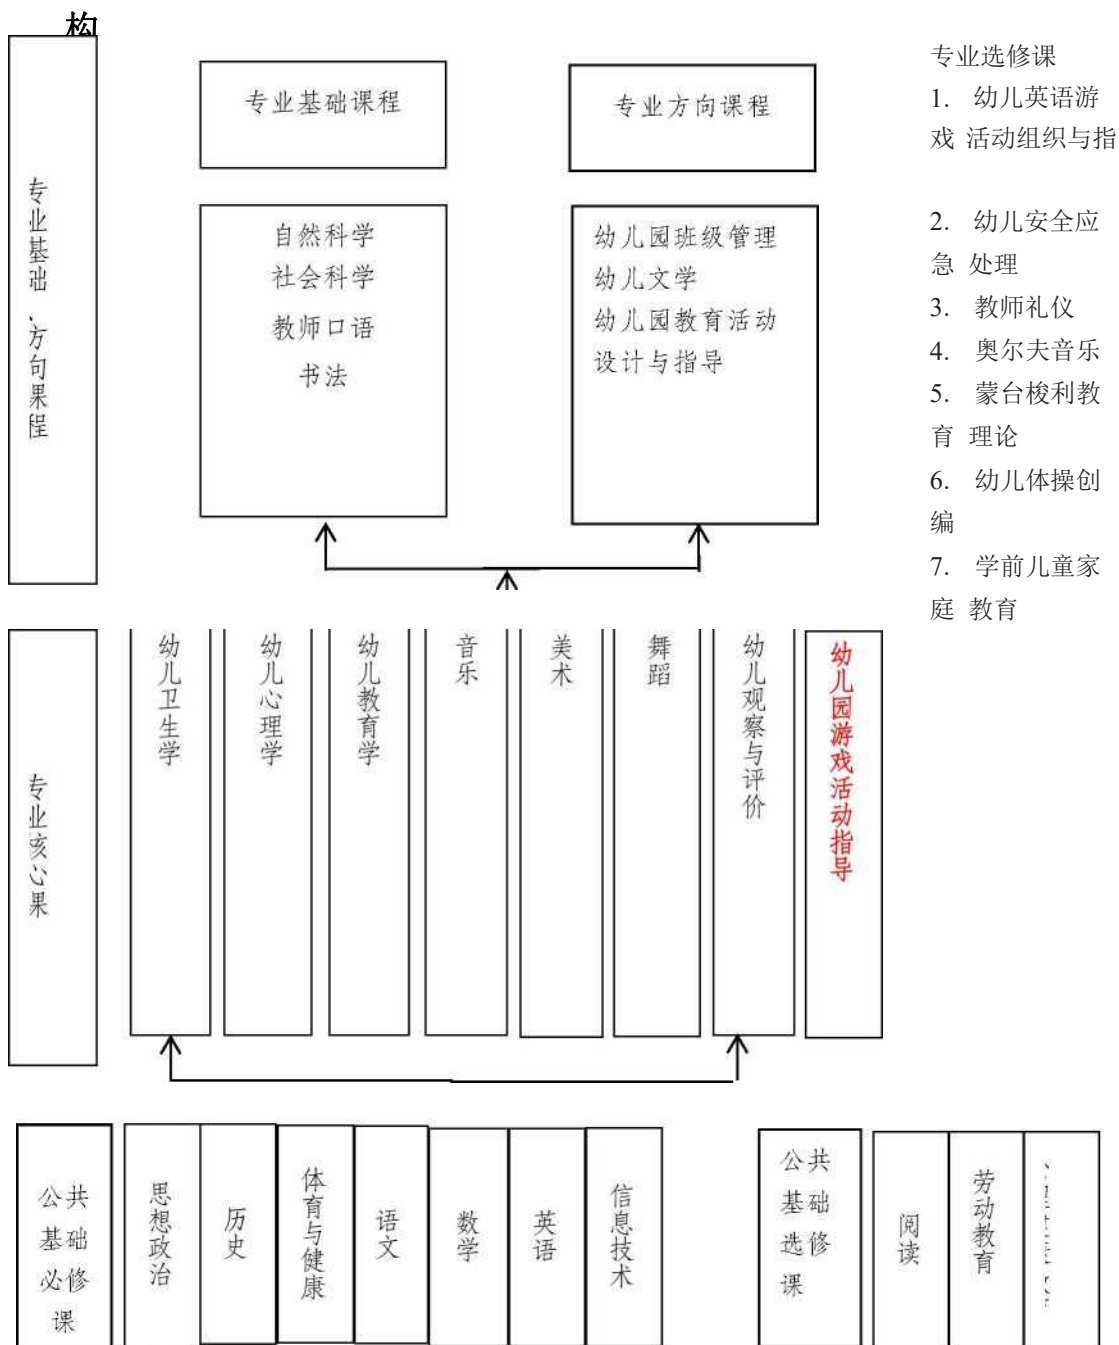 构
专业基础、方向课程
专业基础课程
专业方向课程
自然科学
社会科学
教师口语
书法
幼儿园班级管理
幼儿文学
幼儿园教育活动
设计与指导
专业选修课
1. 幼儿英语游
戏 活动组织与指
2. 幼儿安全应
急 处理
3. 教师礼仪
4. 奥尔夫音乐
5. 蒙台梭利教
育 理论
6. 幼儿体操创
编
7. 学前儿童家
庭 教育
专业核心课
幼儿卫生学
幼儿心理学
幼儿教育学
音乐
美术
舞蹈
幼儿观察与评价
幼儿园游戏活动指导
公共
基础
必修
课
思想政治
历史
体育与健康
语文
数学
英语
信息技术
公共
基础
选修
课
阅读
劳动教育